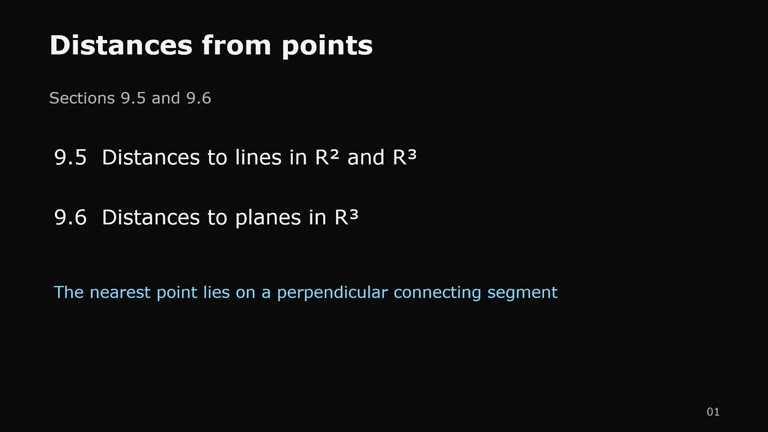 Distances from points
Sections 9.5 and 9.6
9.5 Distances to lines in R² and R³
9.6 Distances to planes in R³
The nearest point lies on a perpendicular connecting segment
01